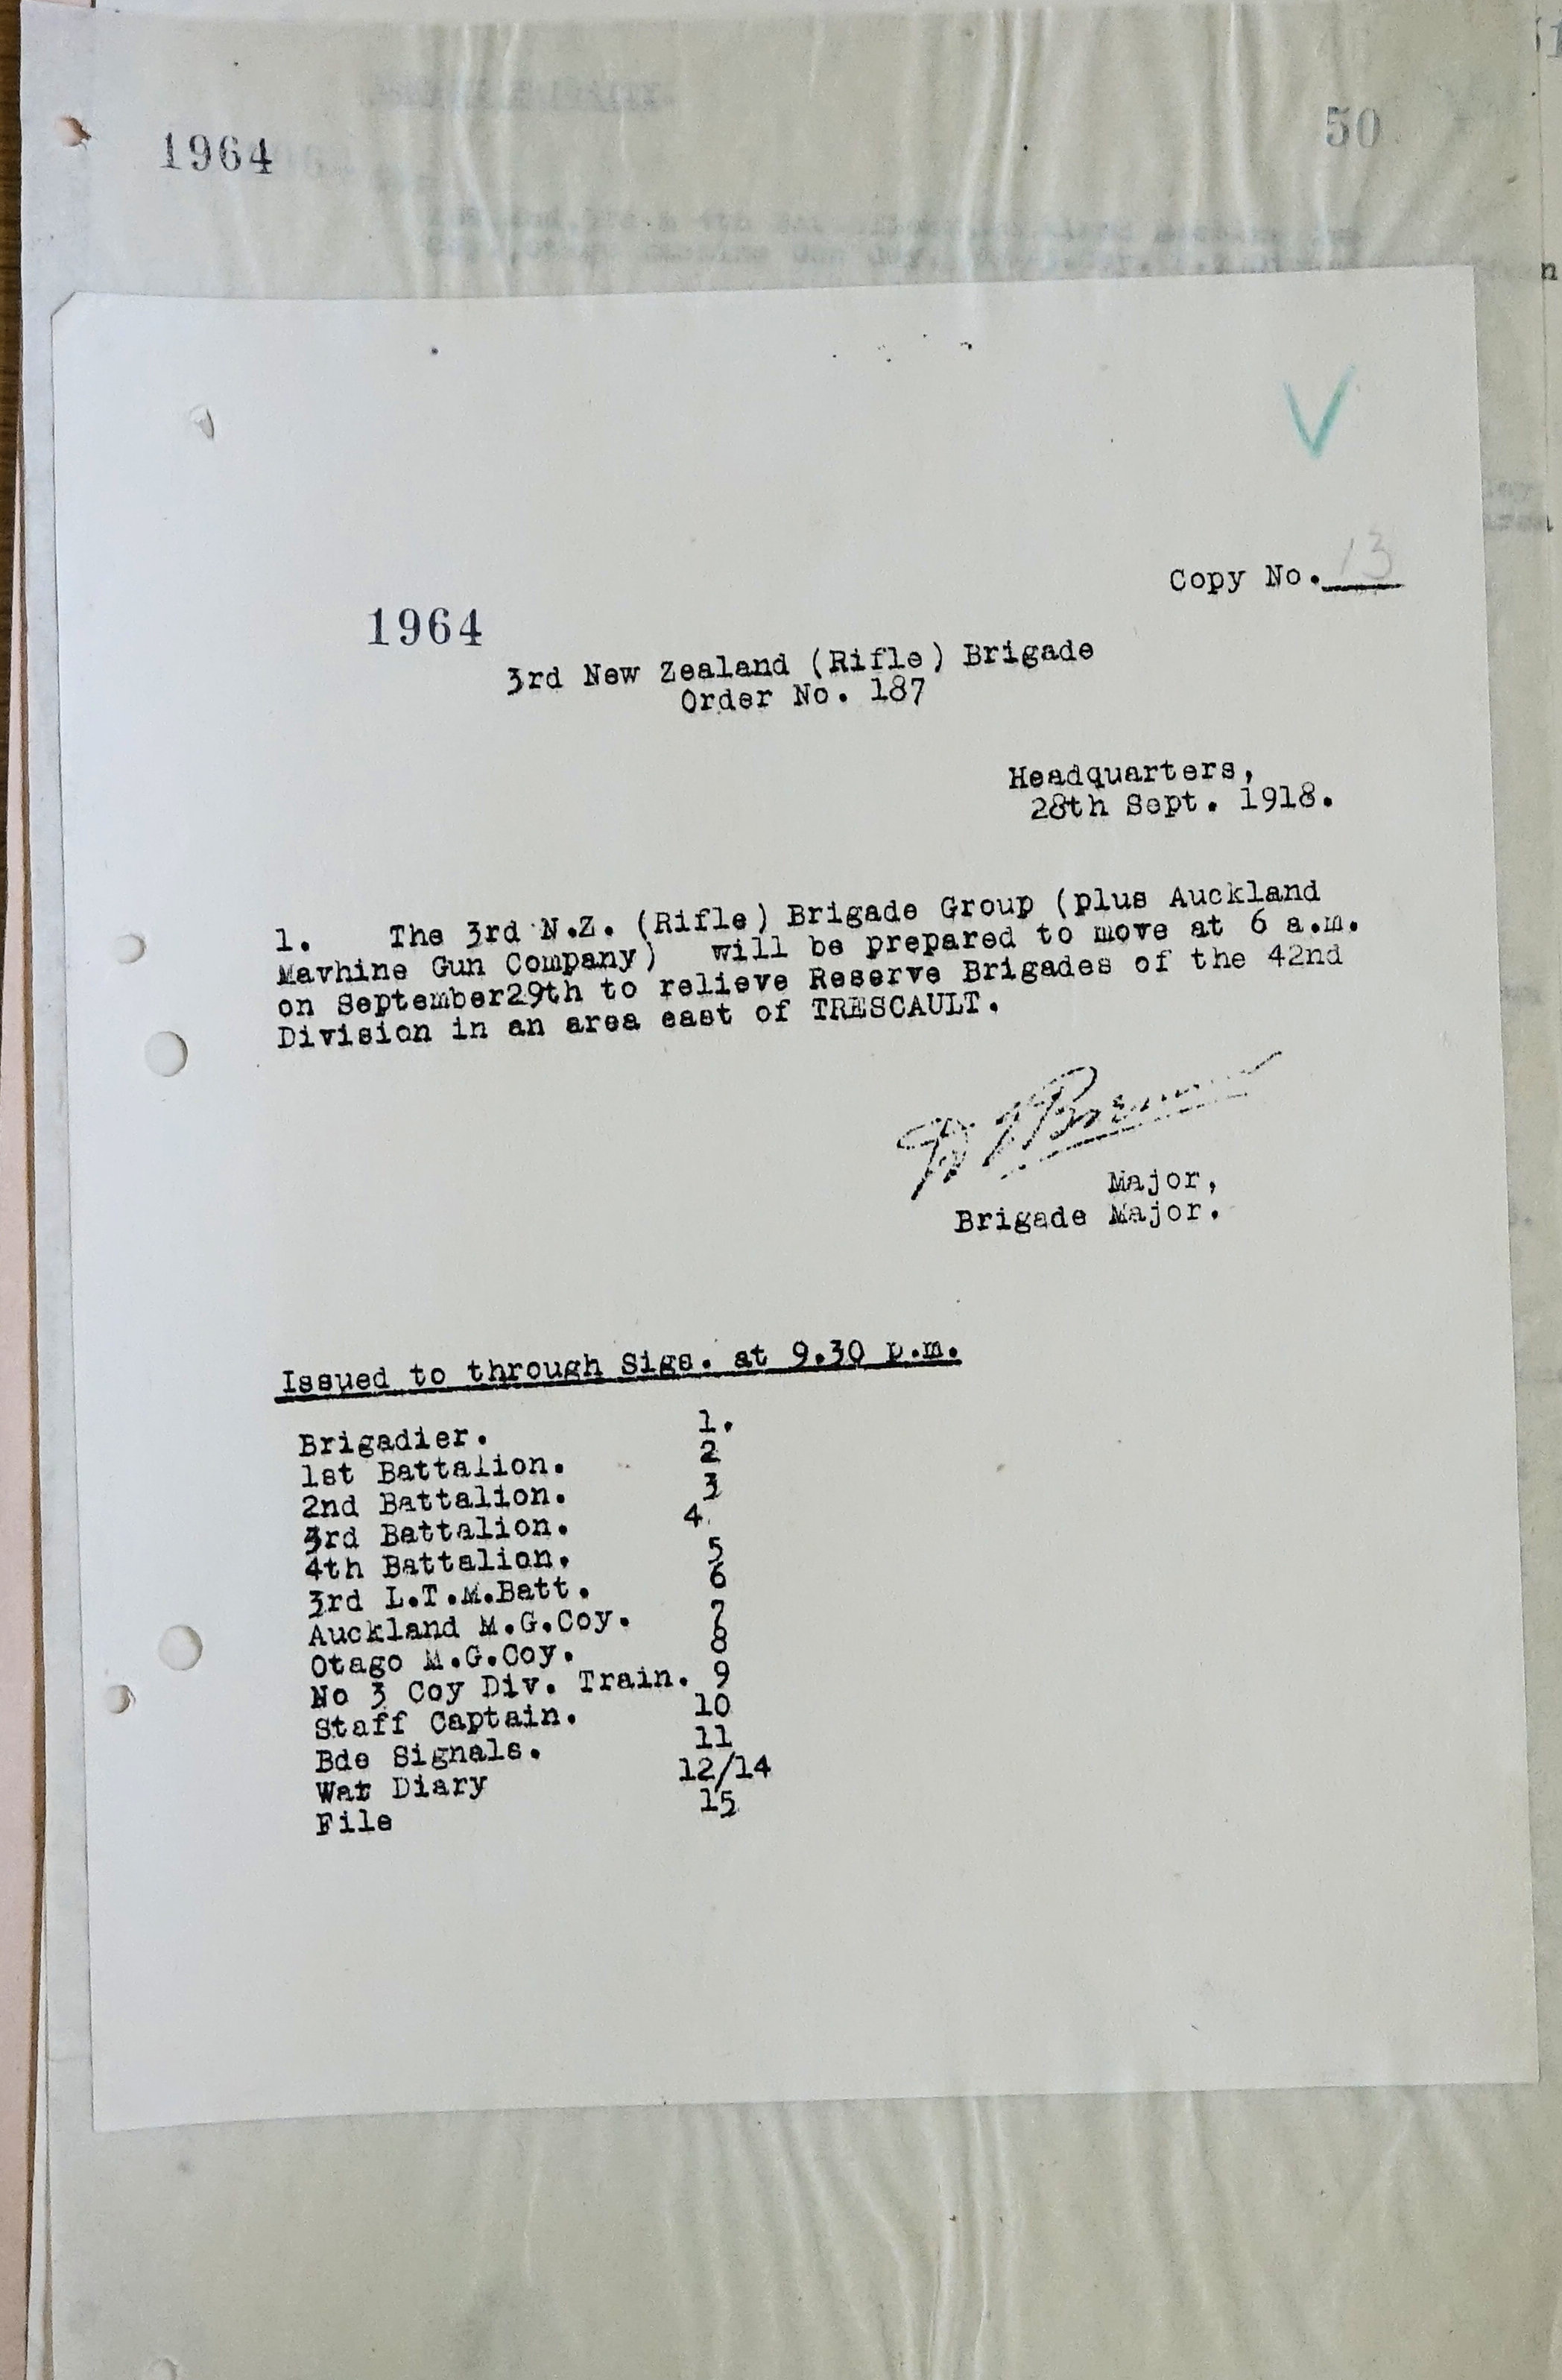 1964
50
Copy No. 13
1964
3rd New Zealand (Rifle) Brigade
Order No. 187
Headquarters,
28th Sept. 1918.
1. The 3rd N.Z. (Rifle) Brigade Group (plus Auckland
Mavhine Gun Company) will be prepared to move at 6 a.m.
on September29th to relieve Reserve Brigades of the 42nd
Division in an area east of TRESCAULT.
Major,
Brigade Major.
Issued to through Sigs. at 9.30 p.m.
Brigadier. 1.
1st Battalion. 2
2nd Battalion. 3
3rd Battalion. 4
4th Battalion. 5
3rd L.T.M.Batt. 6
Auckland M.G.Coy. 7
Otago M.G.Coy. 8
No 3 Coy Div. Train. 9
Staff Captain. 10
Bde Signals. 11
War Diary 12/14
File 15